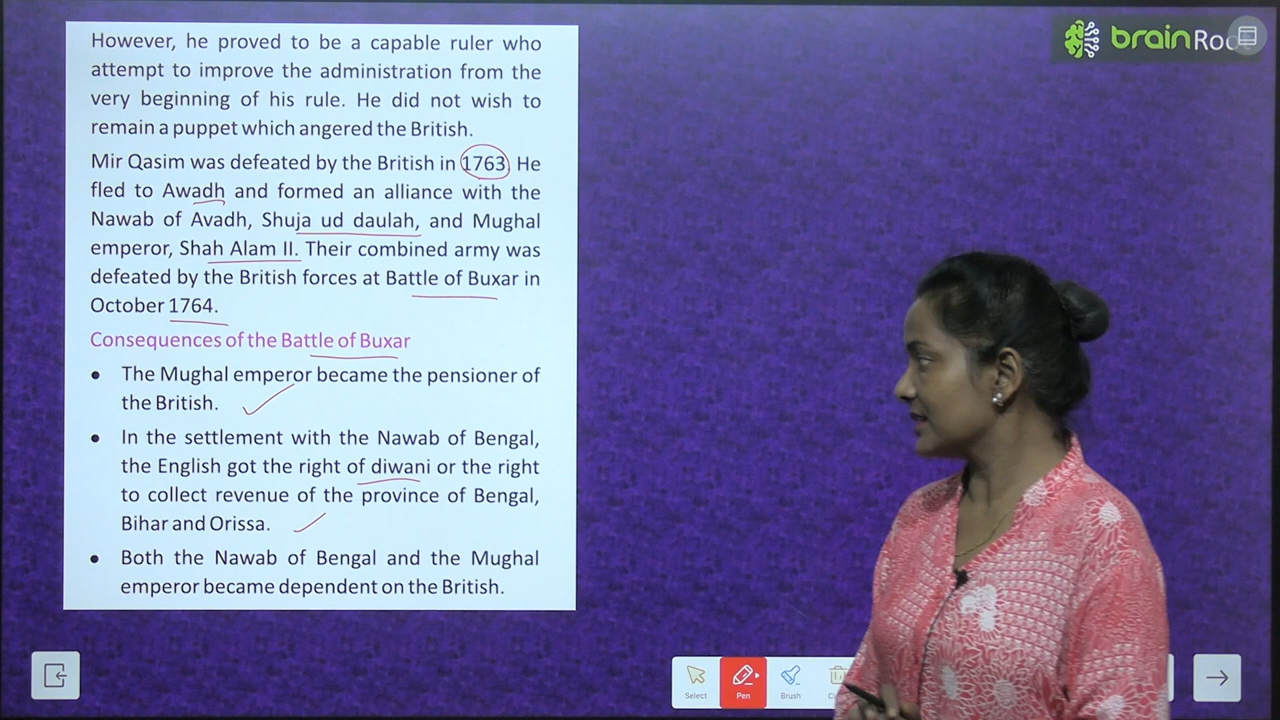 However, he proved to be a capable ruler who
attempt to improve the administration from the
very beginning of his rule. He did not wish to
remain a puppet which angered the British.
Mir Qasim was defeated by the British in 1763. He
fled to Awadh and formed an alliance with the
Nawab of Avadh, Shuja ud daulah, and Mughal
emperor, Shah Alam II. Their combined army was
defeated by the British forces at Battle of Buxar in
October 1764.
Consequences of the Battle of Buxar
• The Mughal emperor became the pensioner of
the British.
• In the settlement with the Nawab of Bengal,
the English got the right of diwani or the right
to collect revenue of the province of Bengal,
Bihar and Orissa.
• Both the Nawab of Bengal and the Mughal
emperor became dependent on the British.
brainRoot
Select
Pen
Brush